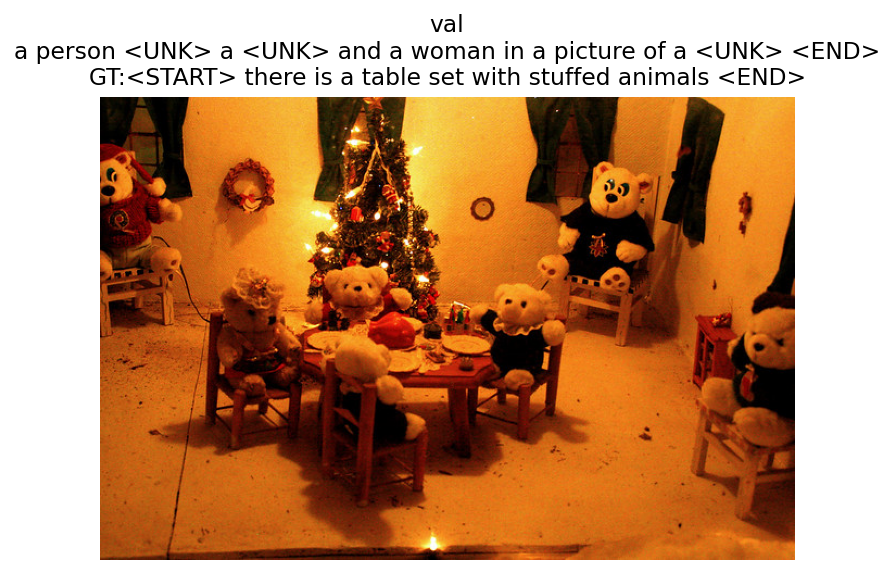 val
a person <UNK> a <UNK> and a woman in a picture of a <UNK> <END>
GT:<START> there is a table set with stuffed animals <END>